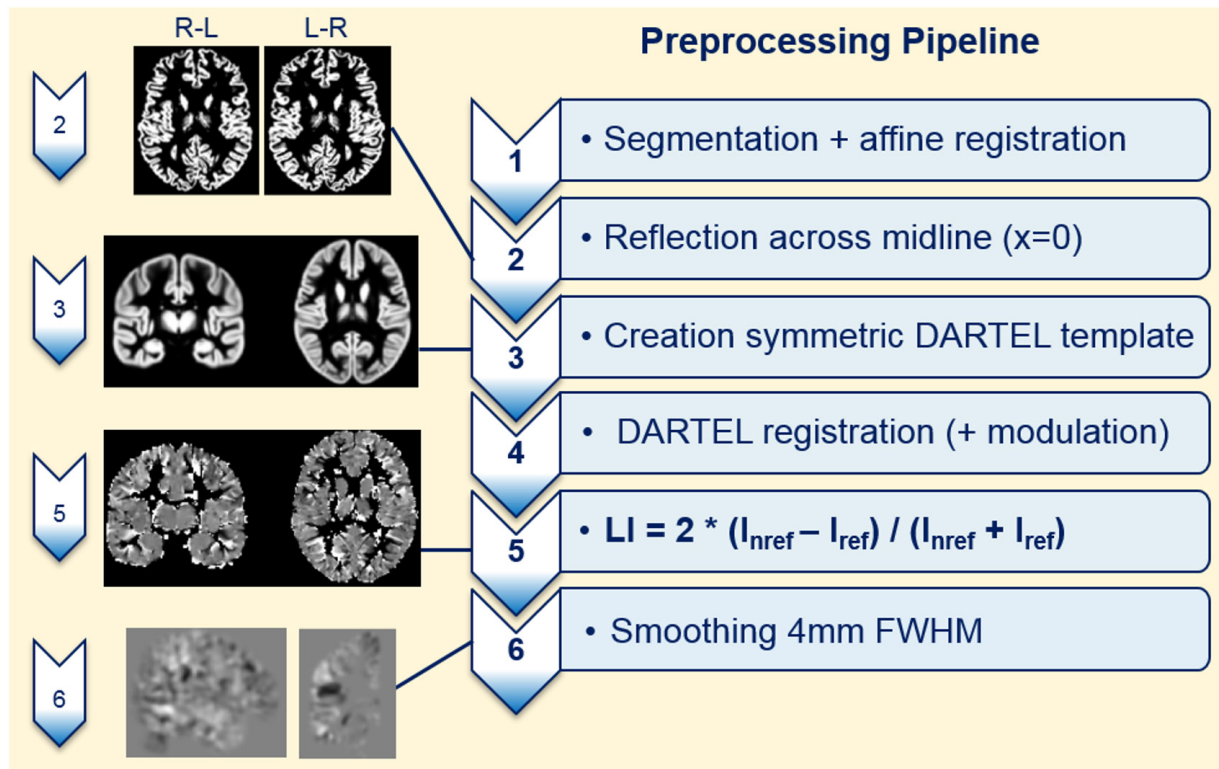 R-L L-R
Preprocessing Pipeline
2
3
5
6
1 • Segmentation + affine registration
2 • Reflection across midline (x=0)
3 • Creation symmetric DARTEL template
4 • DARTEL registration (+ modulation)
5 • LI = 2 * (Inref – Iref) / (Inref + Iref)
6 • Smoothing 4mm FWHM